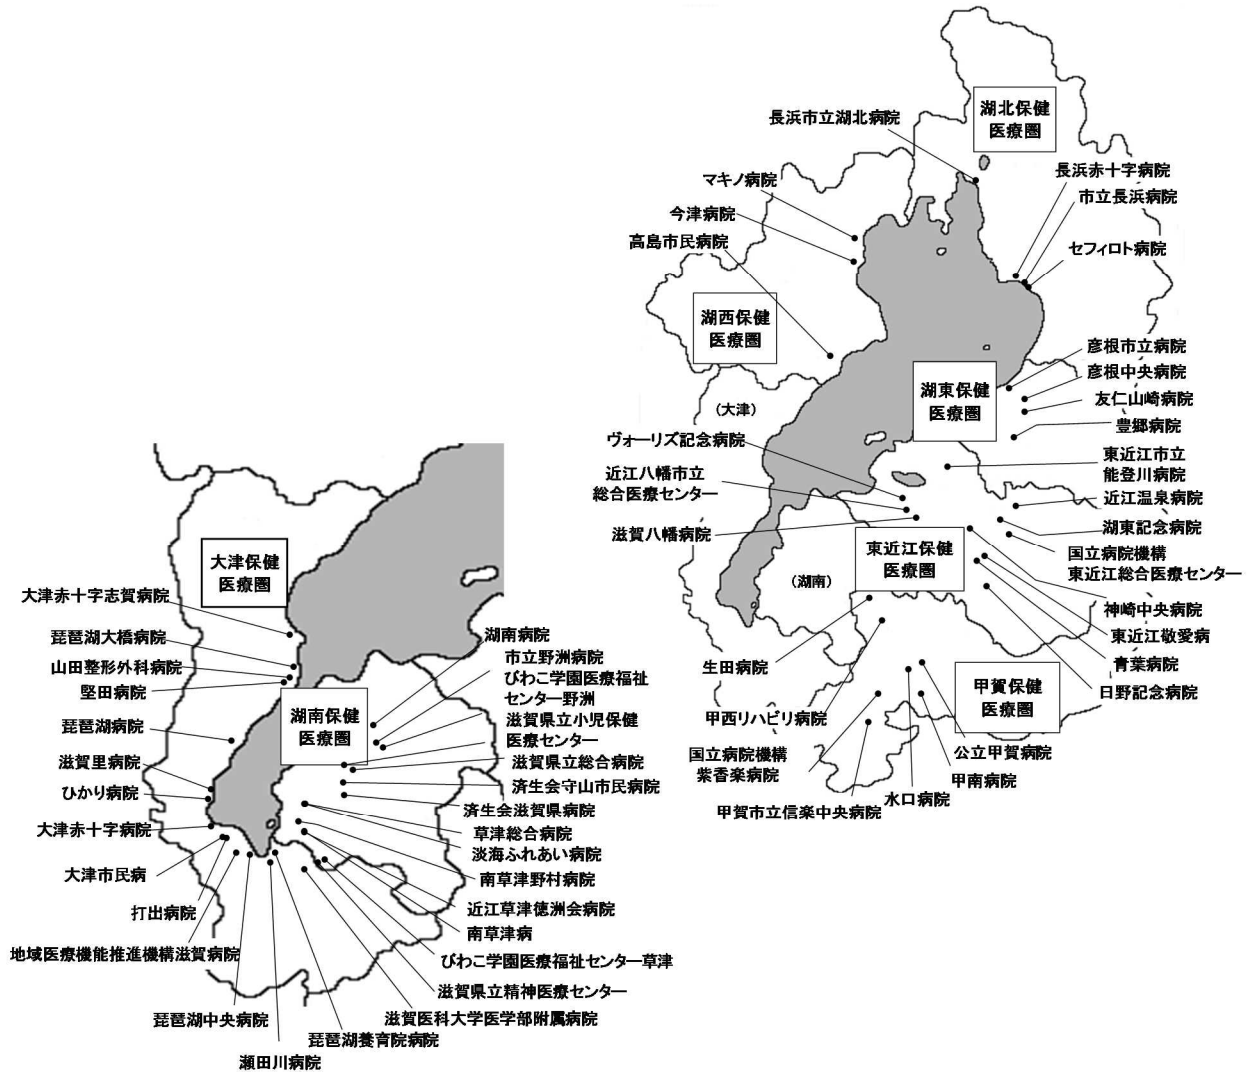 湖北保健
医療圏
長浜市立湖北病院
長浜赤十字病院
マキノ病院
市立長浜病院
今津病院
高島市民病院
セフィロト病院
湖西保健
医療圏
彦根市立病院
湖東保健
医療圏
彦根中央病院
友仁山崎病院
(大津)
豊郷病院
ヴォーリズ記念病院
東近江市立
能登川病院
近江八幡市立
総合医療センター
近江温泉病院
滋賀八幡病院
湖東記念病院
東近江保健
医療圏
国立病院機構
東近江総合医療センター
(湖南)
神崎中央病院
東近江敬愛病
生田病院
青葉病院
甲賀保健
医療圏
日野記念病院
甲西リハビリ病院
国立病院機構
紫香楽病院
公立甲賀病院
甲南病院
水口病院
甲賀市立信楽中央病院
大津保健
医療圏
大津赤十字志賀病院
琵琶湖大橋病院
山田整形外科病院
堅田病院
琵琶湖病院
滋賀里病院
ひかり病院
大津赤十字病院
大津市民病
打出病院
地域医療機能推進機構滋賀病院
琵琶湖中央病院
瀬田川病院
琵琶湖養育院病院
湖南保健
医療圏
湖南病院
市立野洲病院
びわこ学園医療福祉
センター野洲
滋賀県立小児保健
医療センター
滋賀県立総合病院
済生会守山市民病院
済生会滋賀県病院
草津総合病院
淡海ふれあい病院
南草津野村病院
近江草津徳洲会病院
南草津病
びわこ学園医療福祉センター草津
滋賀県立精神医療センター
滋賀医科大学医学部附属病院